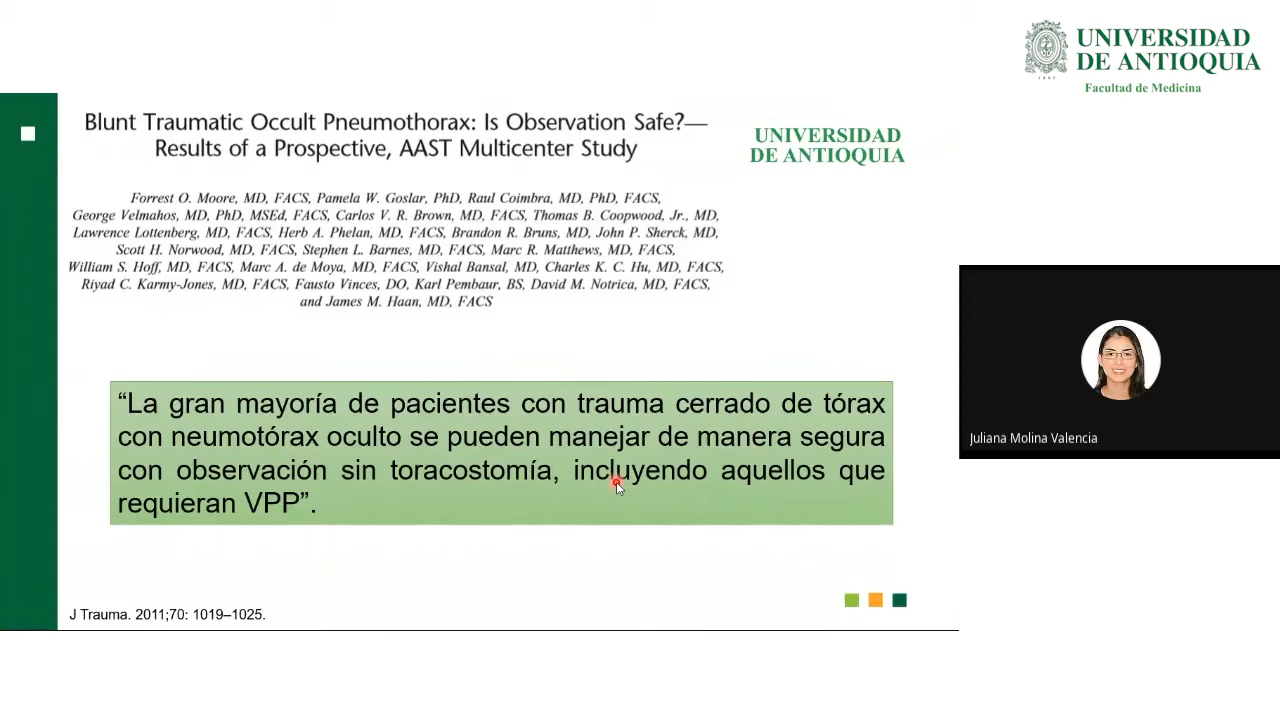 UNIVERSIDAD
DE ANTIOQUIA
1803
Facultad de Medicina
Blunt Traumatic Occult Pneumothorax: Is Observation Safe?—
Results of a Prospective, AAST Multicenter Study
UNIVERSIDAD
DE ANTIOQUIA
Forrest O. Moore, MD, FACS, Pamela W. Goslar, PhD, Raul Coimbra, MD, PhD, FACS,
George Velmahos, MD, PhD, MSEd, FACS, Carlos V. R. Brown, MD, FACS, Thomas B. Coopwood, Jr., MD,
Lawrence Lottenberg, MD, FACS, Herb A. Phelan, MD, FACS, Brandon R. Bruns, MD, John P. Sherck, MD,
Scott H. Norwood, MD, FACS, Stephen L. Barnes, MD, FACS, Marc R. Matthews, MD, FACS,
William S. Hoff, MD, FACS, Marc A. de Moya, MD, FACS, Vishal Bansal, MD, Charles K. C. Hu, MD, FACS,
Riyad C. Karmy-Jones, MD, FACS, Fausto Vinces, DO, Karl Pembaur, BS, David M. Notrica, MD, FACS,
and James M. Haan, MD, FACS
“La gran mayoría de pacientes con trauma cerrado de tórax
con neumotórax oculto se pueden manejar de manera segura
con observación sin toracostomía, incluyendo aquellos que
requieran VPP”.
Juliana Molina Valencia
J Trauma. 2011;70: 1019–1025.